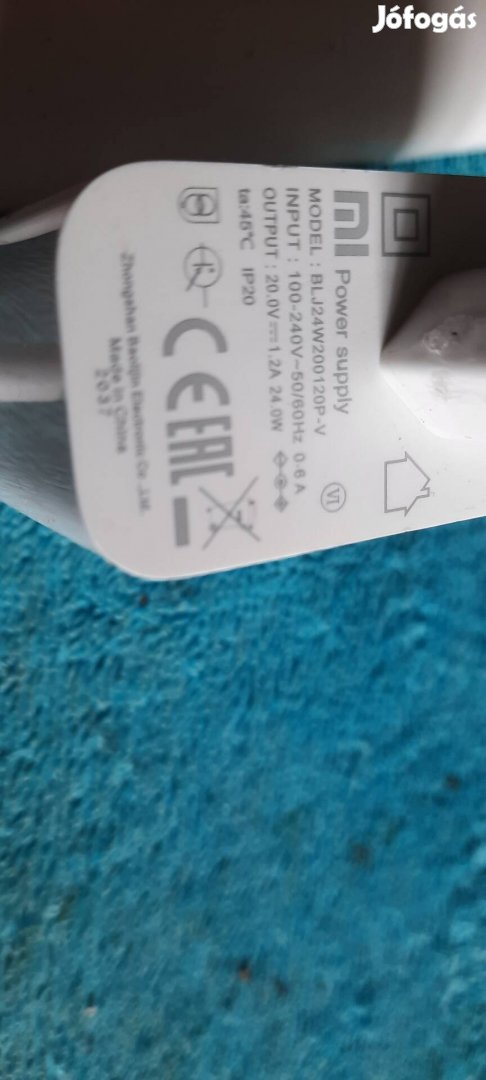 Jófogás
mi Power supply
MODEL : BLJ24W200120P-V
INPUT : 100-240V~50/60Hz 0.6 A
OUTPUT : 20.0V⎓1.2A 24.0W
ta:45℃ IP20
VI
CE EAC
Zhongshan Baolijin Electronic Co.,Ltd.
Made in China
2037